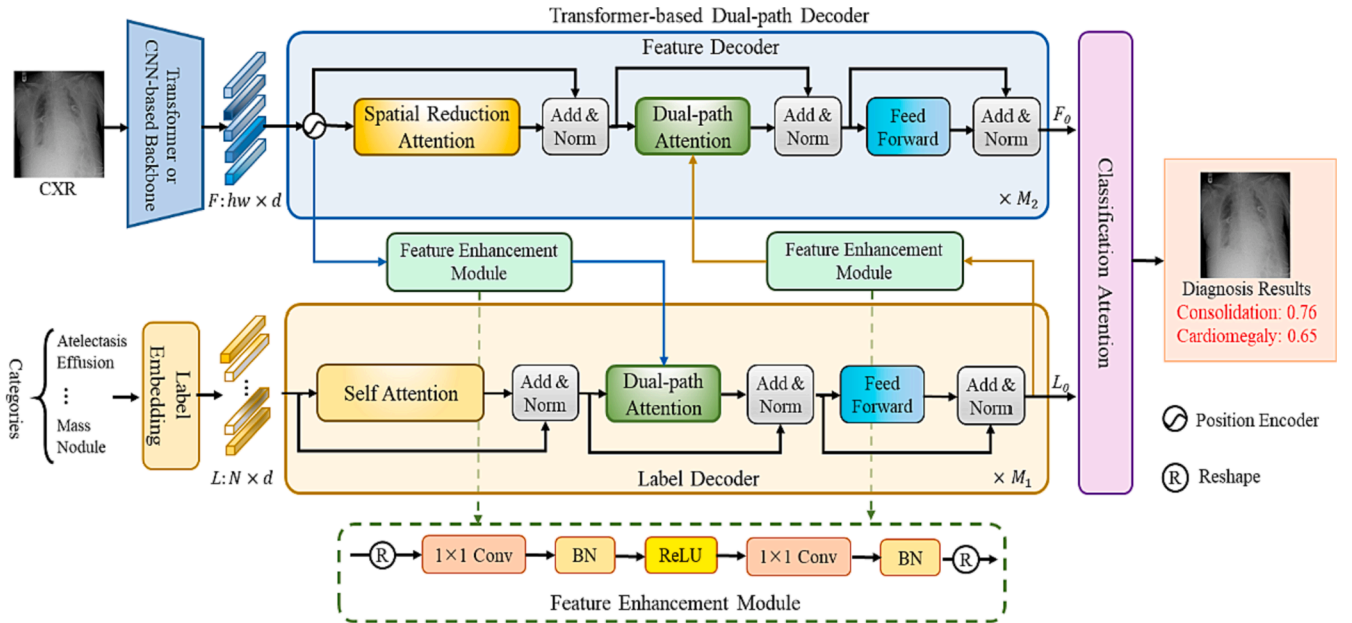 Transformer-based Dual-path Decoder
Feature Decoder
CXR
Transformer or
CNN-based Backbone
F: hw × d
Spatial Reduction
Attention
Add &
Norm
Dual-path
Attention
Add &
Norm
Feed
Forward
Add &
Norm
F₀
× M₂
Feature Enhancement
Module
Feature Enhancement
Module
Classification Attention
Diagnosis Results
Consolidation: 0.76
Cardiomegaly: 0.65
Categories
Atelectasis
Effusion
...
Mass
Nodule
Label
Embedding
...
L: N × d
Self Attention
Add &
Norm
Dual-path
Attention
Add &
Norm
Feed
Forward
Add &
Norm
L₀
Label Decoder
× M₁
Position Encoder
R Reshape
R
1×1 Conv
BN
ReLU
1×1 Conv
BN
R
Feature Enhancement Module